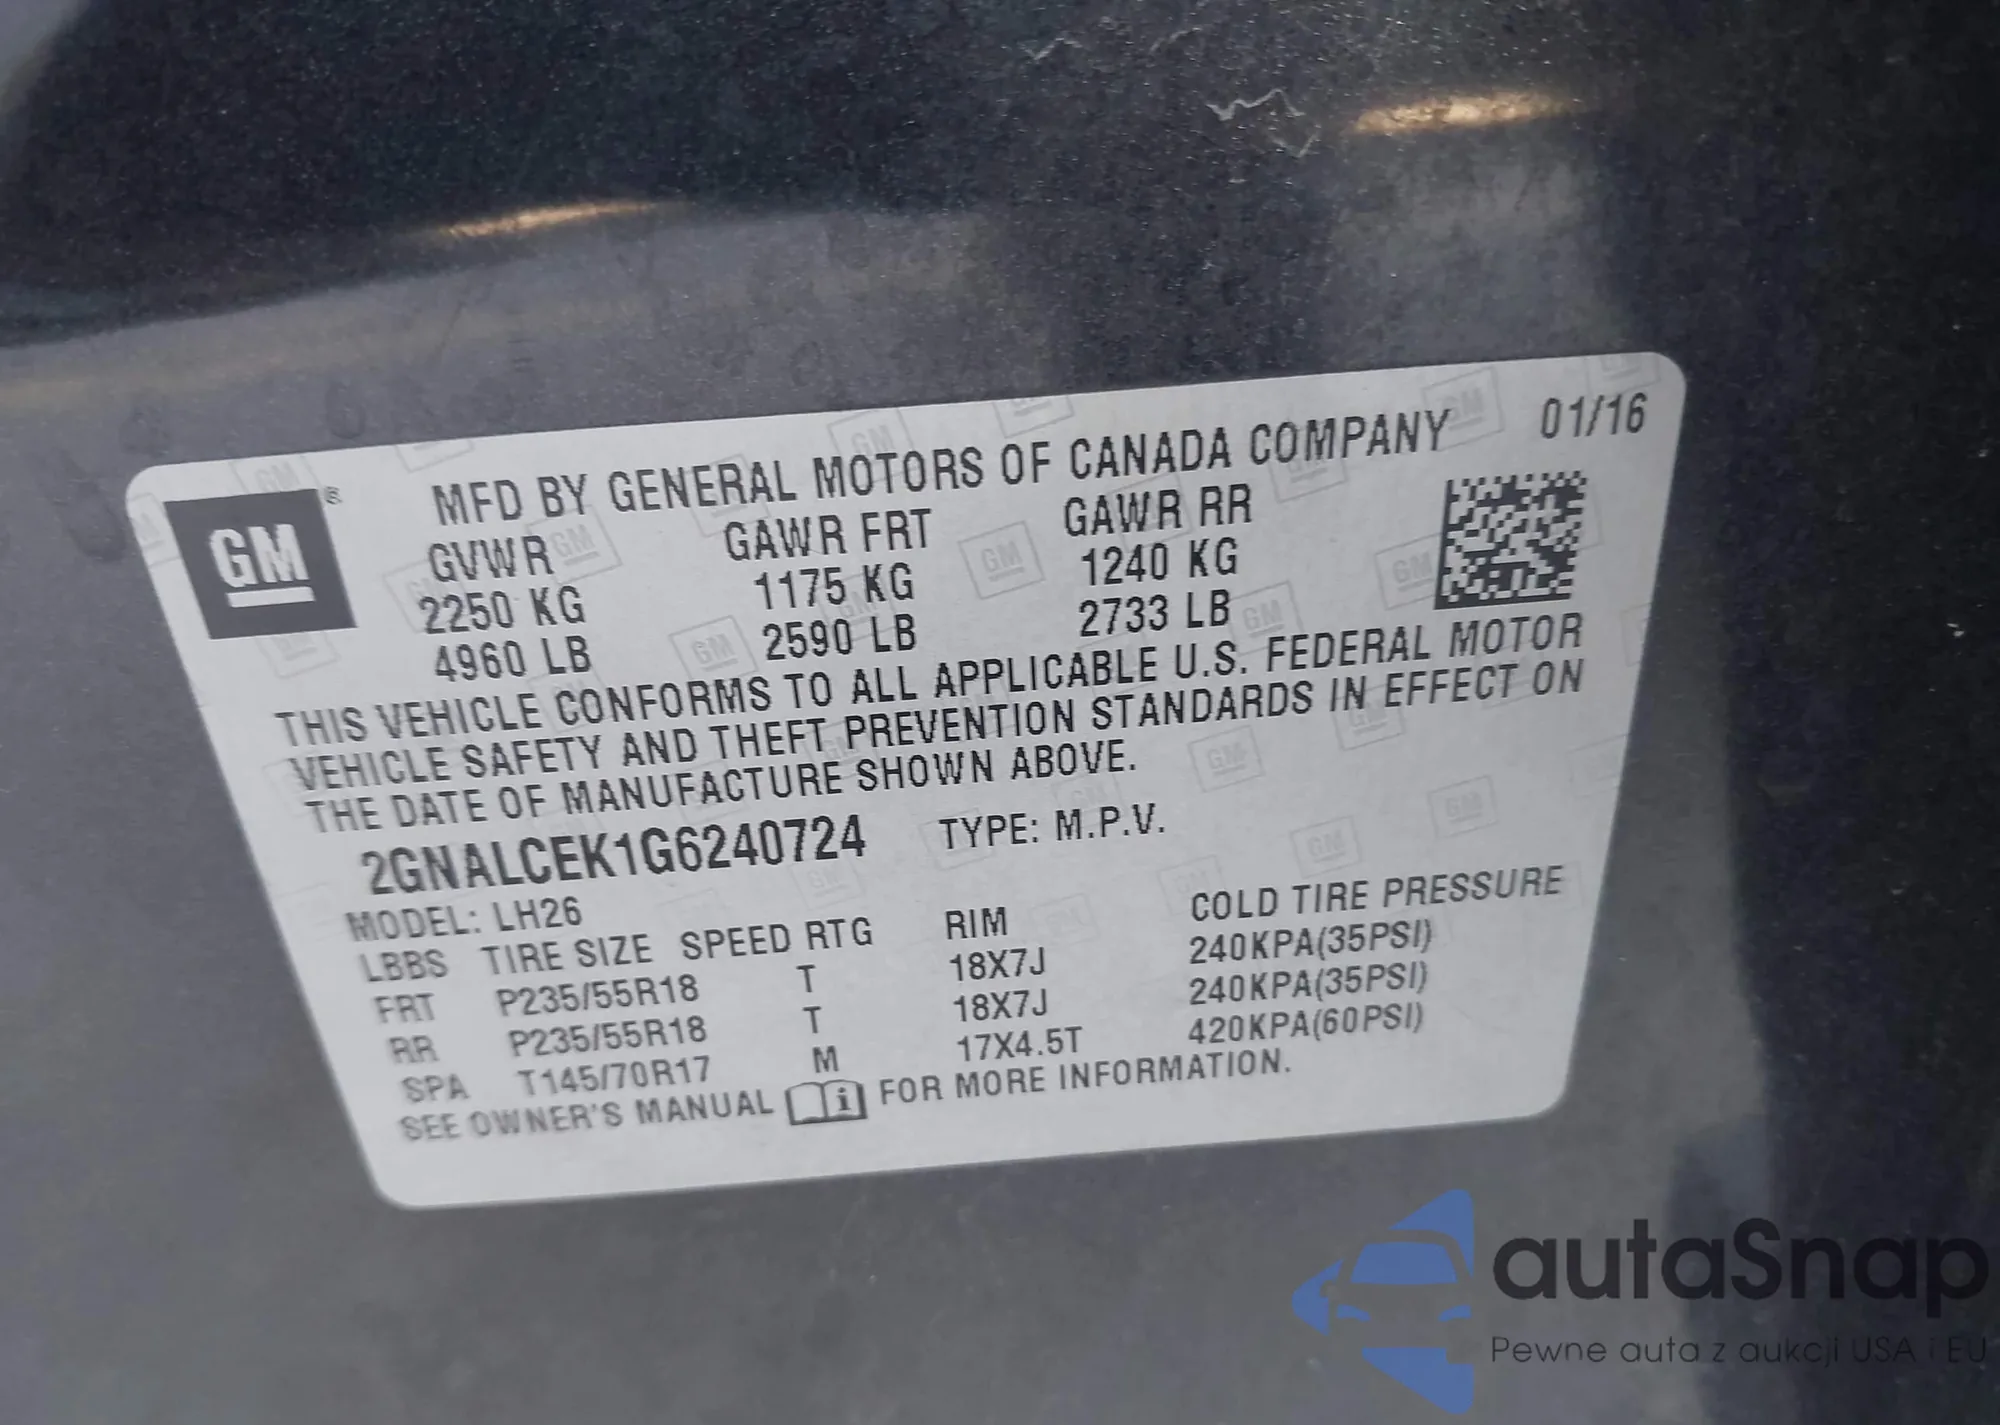 MFD BY GENERAL MOTORS OF CANADA COMPANY 01/16
GM ®
GVWR GAWR FRT GAWR RR
2250 KG 1175 KG 1240 KG
4960 LB 2590 LB 2733 LB
THIS VEHICLE CONFORMS TO ALL APPLICABLE U.S. FEDERAL MOTOR
VEHICLE SAFETY AND THEFT PREVENTION STANDARDS IN EFFECT ON
THE DATE OF MANUFACTURE SHOWN ABOVE.
2GNALCEK1G6240724 TYPE: M.P.V.
MODEL: LH26
LBBS TIRE SIZE SPEED RTG RIM COLD TIRE PRESSURE
FRT P235/55R18 T 18X7J 240KPA(35PSI)
RR P235/55R18 T 18X7J 240KPA(35PSI)
SPA T145/70R17 M 17X4.5T 420KPA(60PSI)
SEE OWNER'S MANUAL i FOR MORE INFORMATION.
autaSnap
Pewne auta z aukcji USA i EU